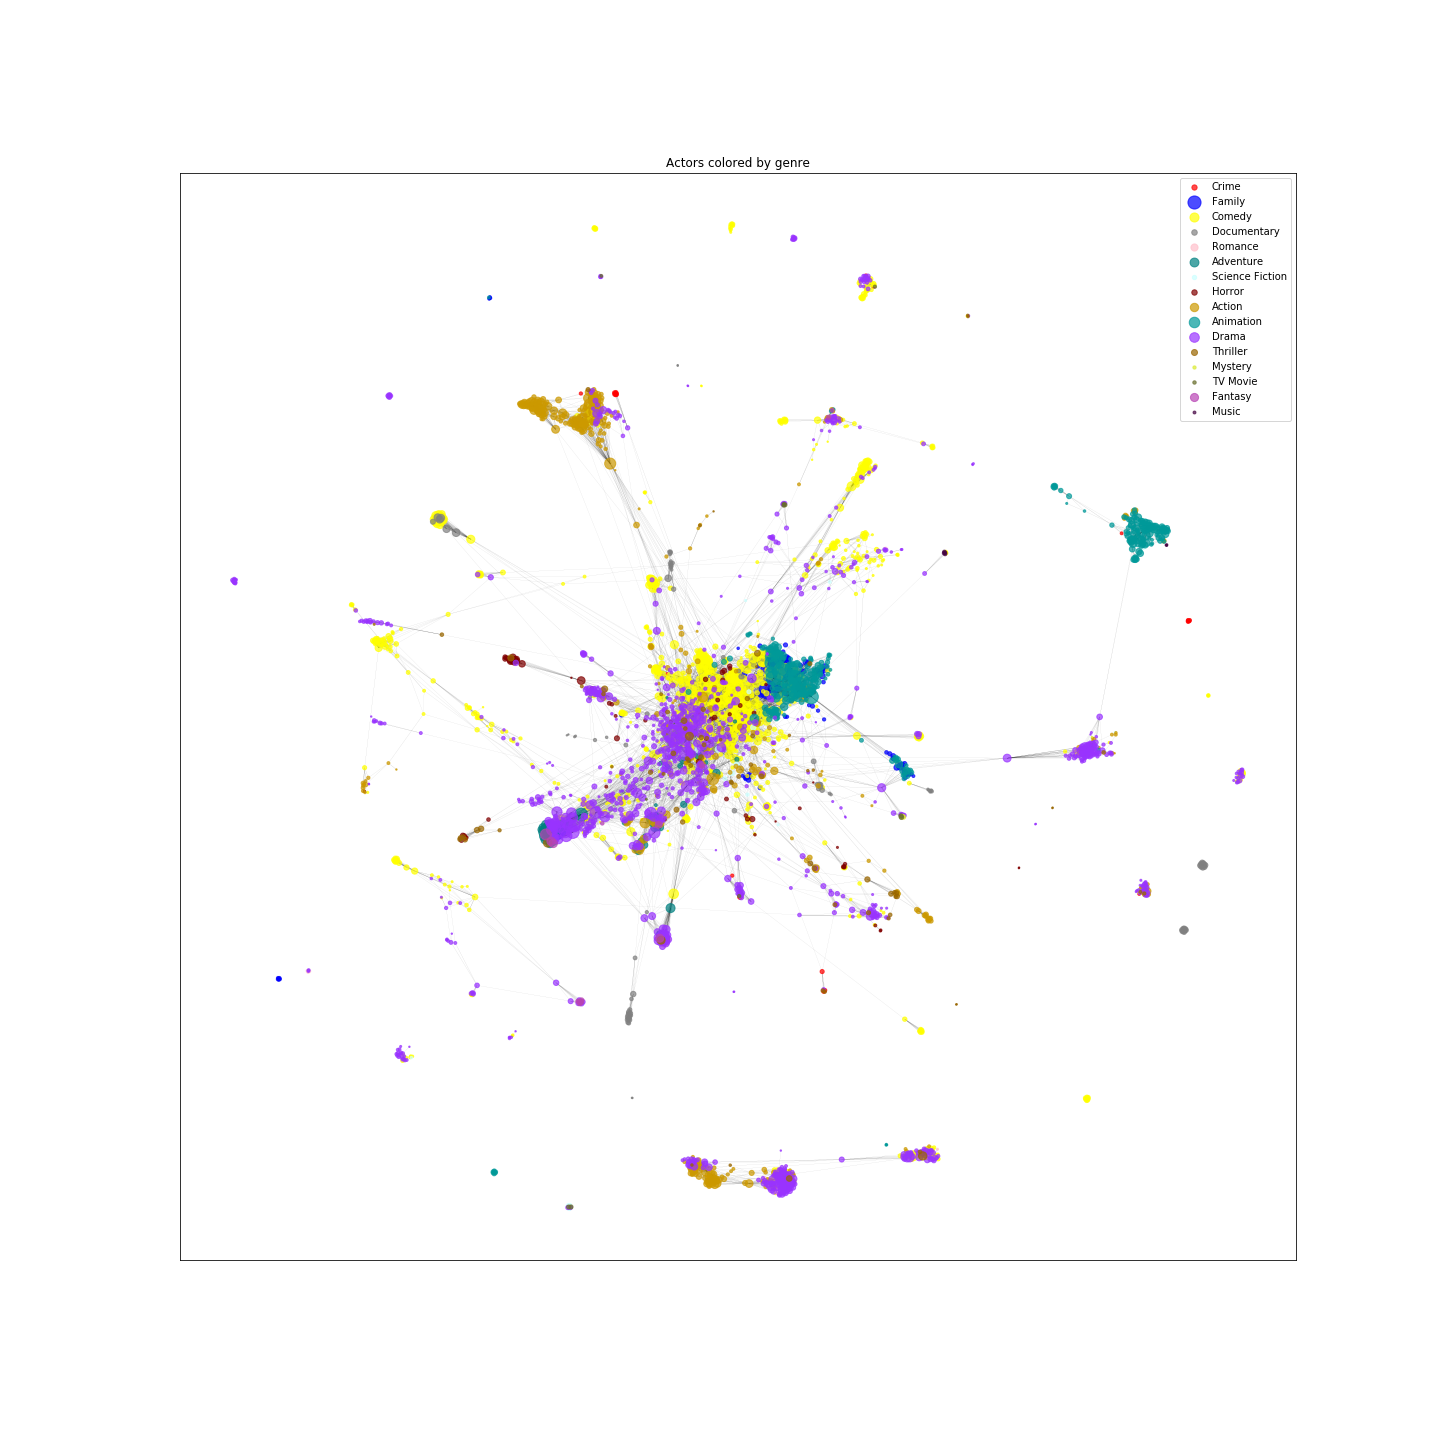 Actors colored by genre
Crime
Family
Comedy
Documentary
Romance
Adventure
Science Fiction
Horror
Action
Animation
Drama
Thriller
Mystery
TV Movie
Fantasy
Music